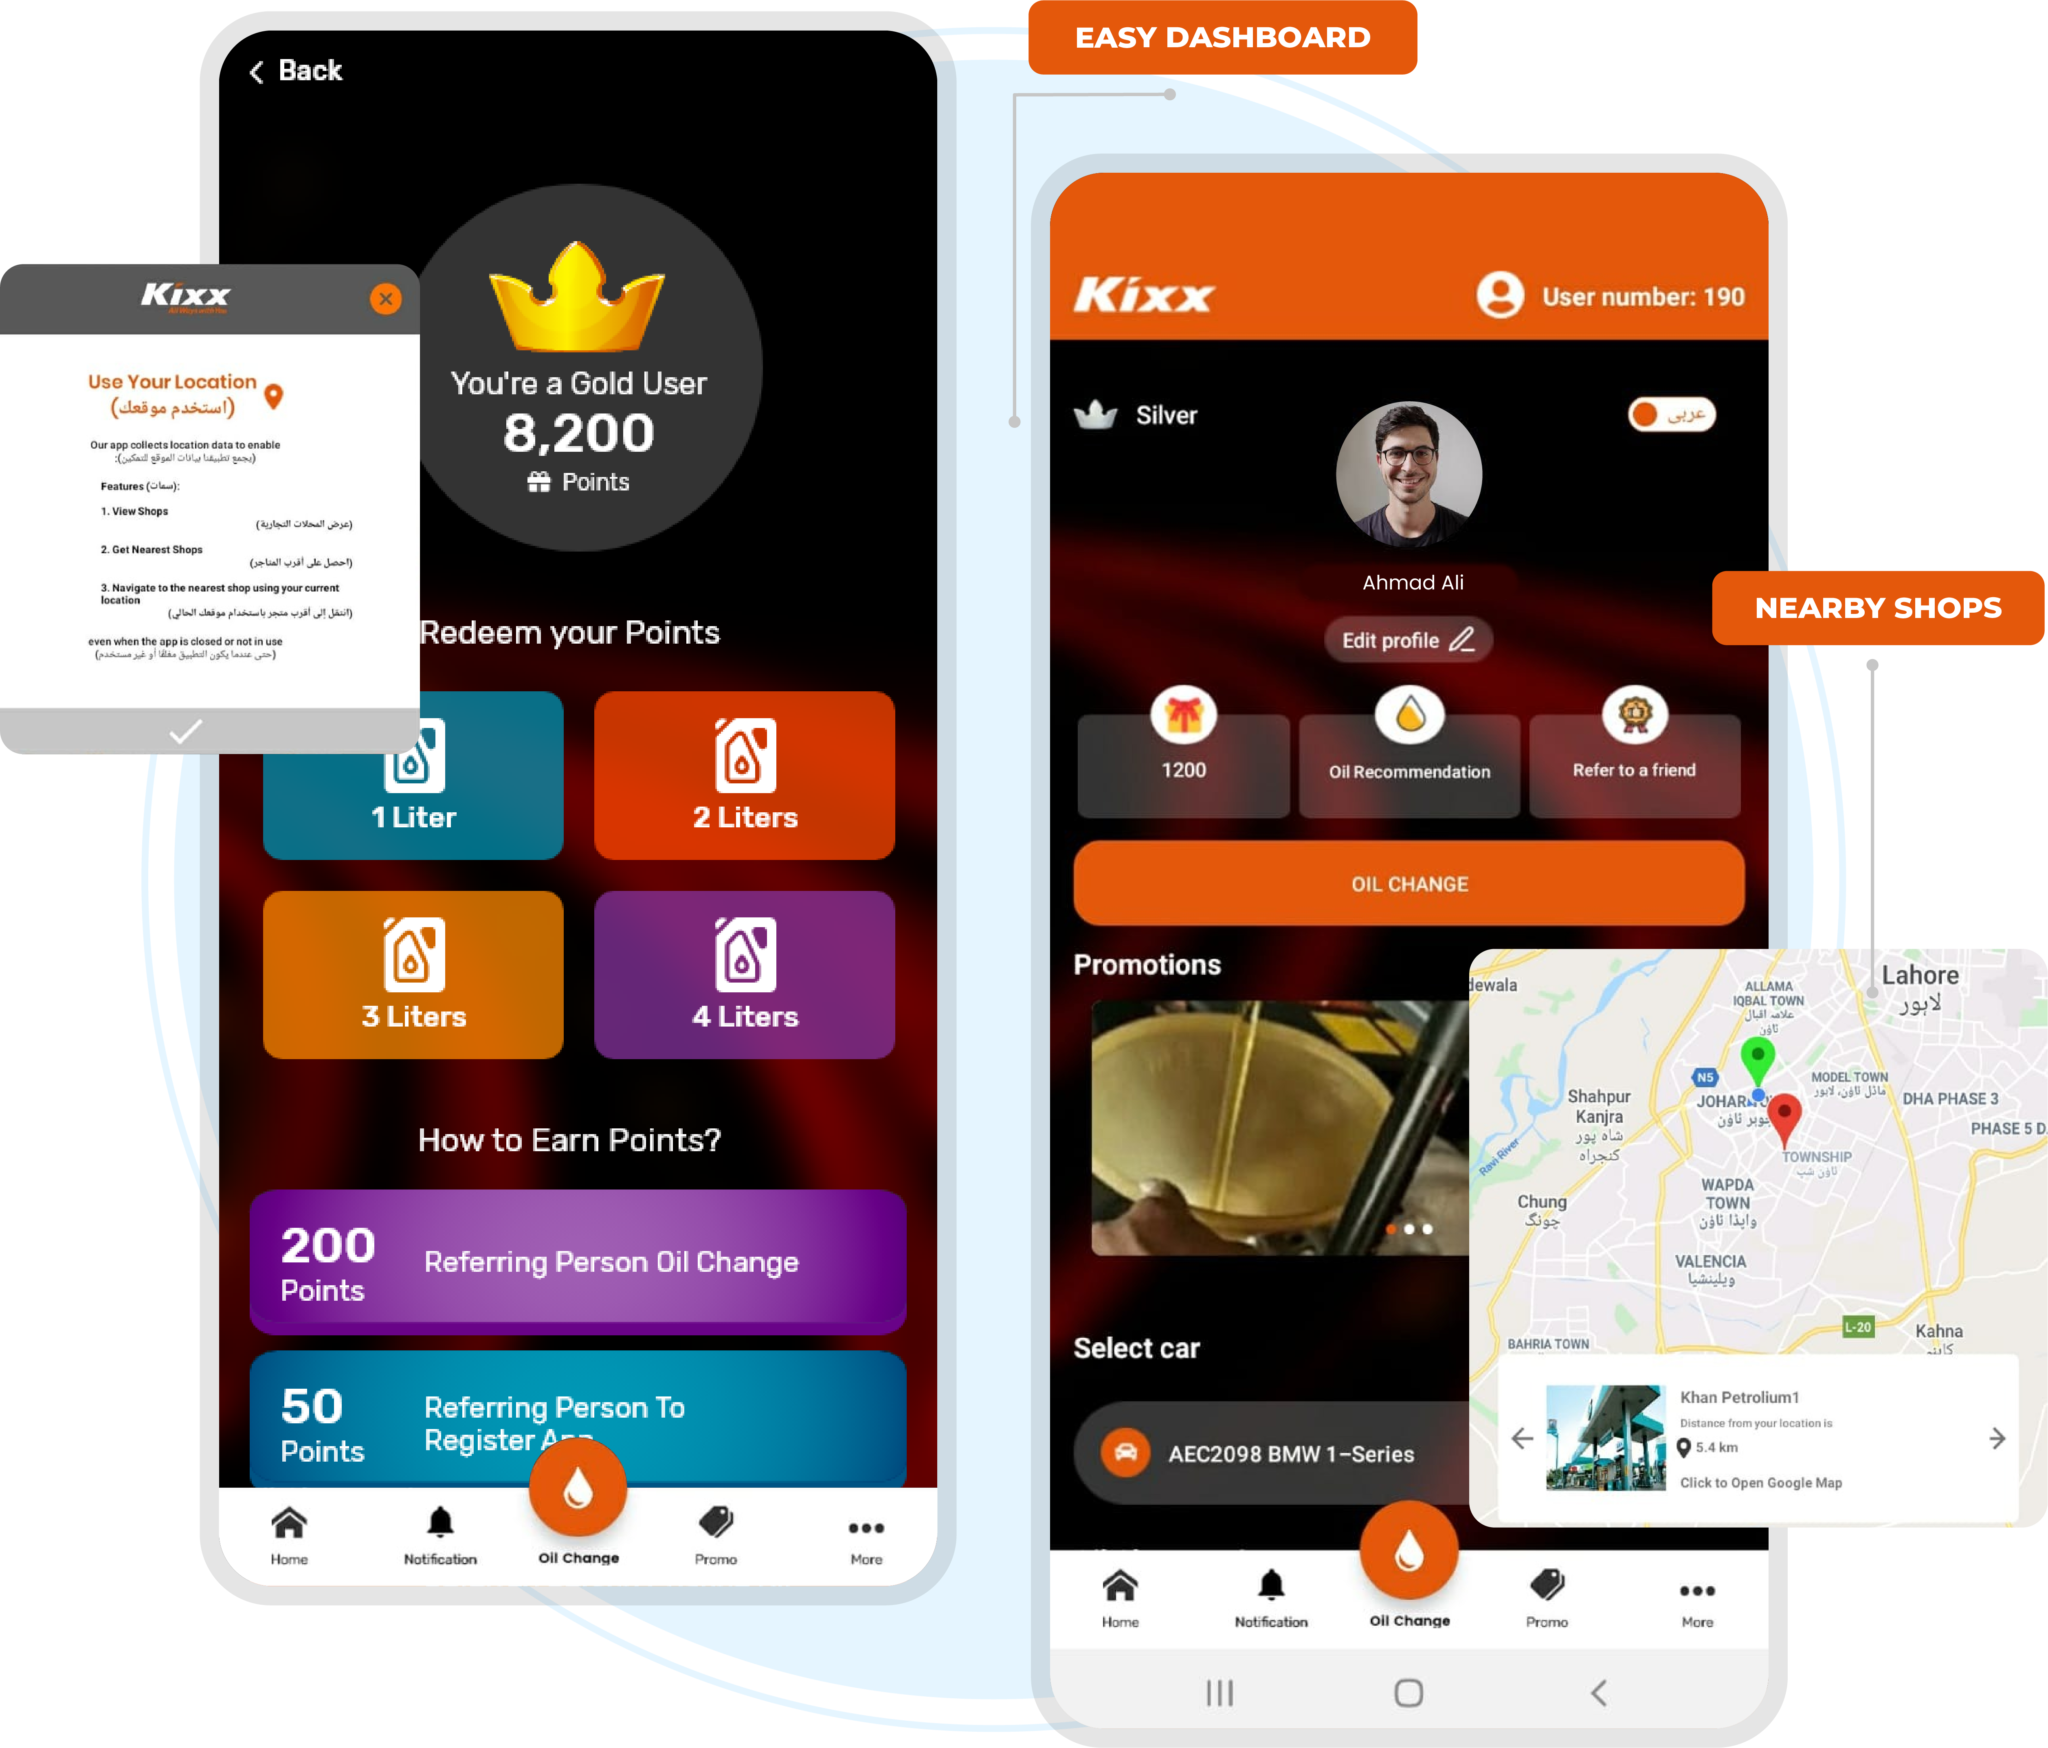 EASY DASHBOARD
Back
Kixx
All Ways with You
Use Your Location
(استخدم موقعك)
Our app collects location data to enable
(يجمع تطبيقنا بيانات الموقع لتمكين):
Features (سمات):
1. View Shops
(عرض المحلات التجارية)
2. Get Nearest Shops
(احصل على أقرب المتاجر)
3. Navigate to the nearest shop using your current
location
(انتقل إلى أقرب متجر باستخدام موقعك الحالي)
even when the app is closed or not in use
(حتى عندما يكون التطبيق مغلقا أو غير مستخدم)
You're a Gold User
8,200
Points
Redeem your Points
1 Liter
2 Liters
3 Liters
4 Liters
How to Earn Points?
200
Points
Referring Person Oil Change
50
Points
Referring Person To
Register App
Home
Notification
Oil Change
Promo
More
Kixx
User number: 190
Silver
عربی
Ahmad Ali
Edit profile
1200
Oil Recommendation
Refer to a friend
OIL CHANGE
Promotions
Select car
AEC2098 BMW 1-Series
Home
Notification
Oil Change
Promo
More
NEARBY SHOPS
dewala
Lahore
لاہور
ALLAMA
IQBAL TOWN
علامہ اقبال
ٹاؤن
N5
MODEL TOWN
ماڈل ٹاؤن، لاہور
DHA PHASE 3
Shahpur
Kanjra
شاہ پور
کنجراہ
JOHAR
جوہر ٹاؤن
PHASE 5 D
Ravi River
TOWNSHIP
ٹاؤن شپ
WAPDA
TOWN
واپڈا ٹاؤن
Chung
چونگ
VALENCIA
ویلینشیا
L-20
Kahna
کاہنہ
BAHRIA TOWN
Khan Petrolium1
Distance from your location is
5.4 km
Click to Open Google Map